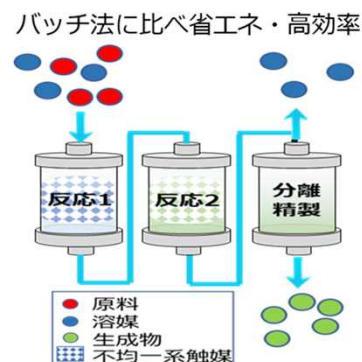 バッチ法に比べ省エネ・高効率
反応1
反応2
分離
精製
原料
溶媒
生成物
不均一系触媒